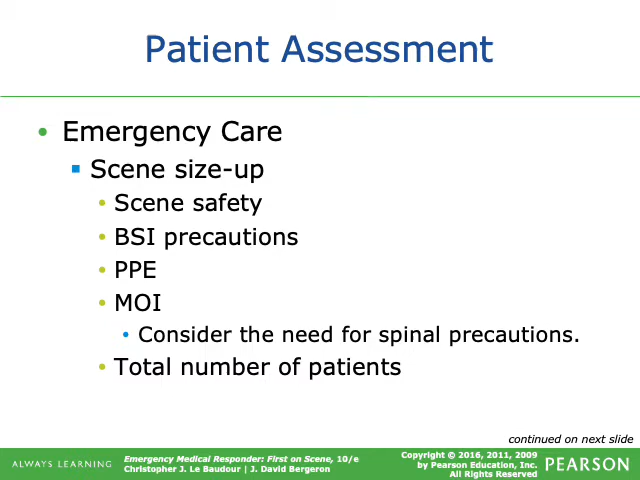 Patient Assessment
• Emergency Care
▪ Scene size-up
• Scene safety
• BSI precautions
• PPE
• MOI
• Consider the need for spinal precautions.
• Total number of patients
continued on next slide
ALWAYS LEARNING
Emergency Medical Responder: First on Scene, 10/e
Christopher J. Le Baudour | J. David Bergeron
Copyright © 2016, 2011, 2009
by Pearson Education, Inc.
All Rights Reserved
PEARSON